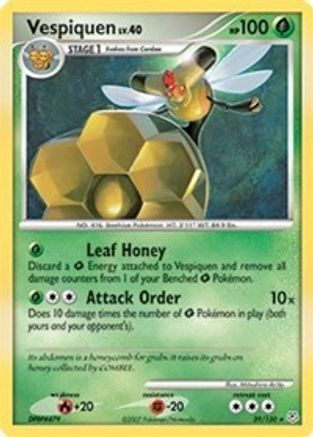 Vespiquen LV.40 HP100
STAGE 1 Evolves from Combee
NO. 416 Beehive Pokémon HT: 3'11" WT: 84.9 lbs.
Leaf Honey
Discard a Energy attached to Vespiquen and remove all
damage counters from 1 of your Benched Pokémon.
Attack Order 10x
Does 10 damage times the number of Pokémon in play (both
yours and your opponent's).
Its abdomen is a honeycomb for grubs. It raises its grubs on
honey collected by COMBEE.
weakness resistance retreat cost
+20 -20
©2007 Pokémon/Nintendo 39/130